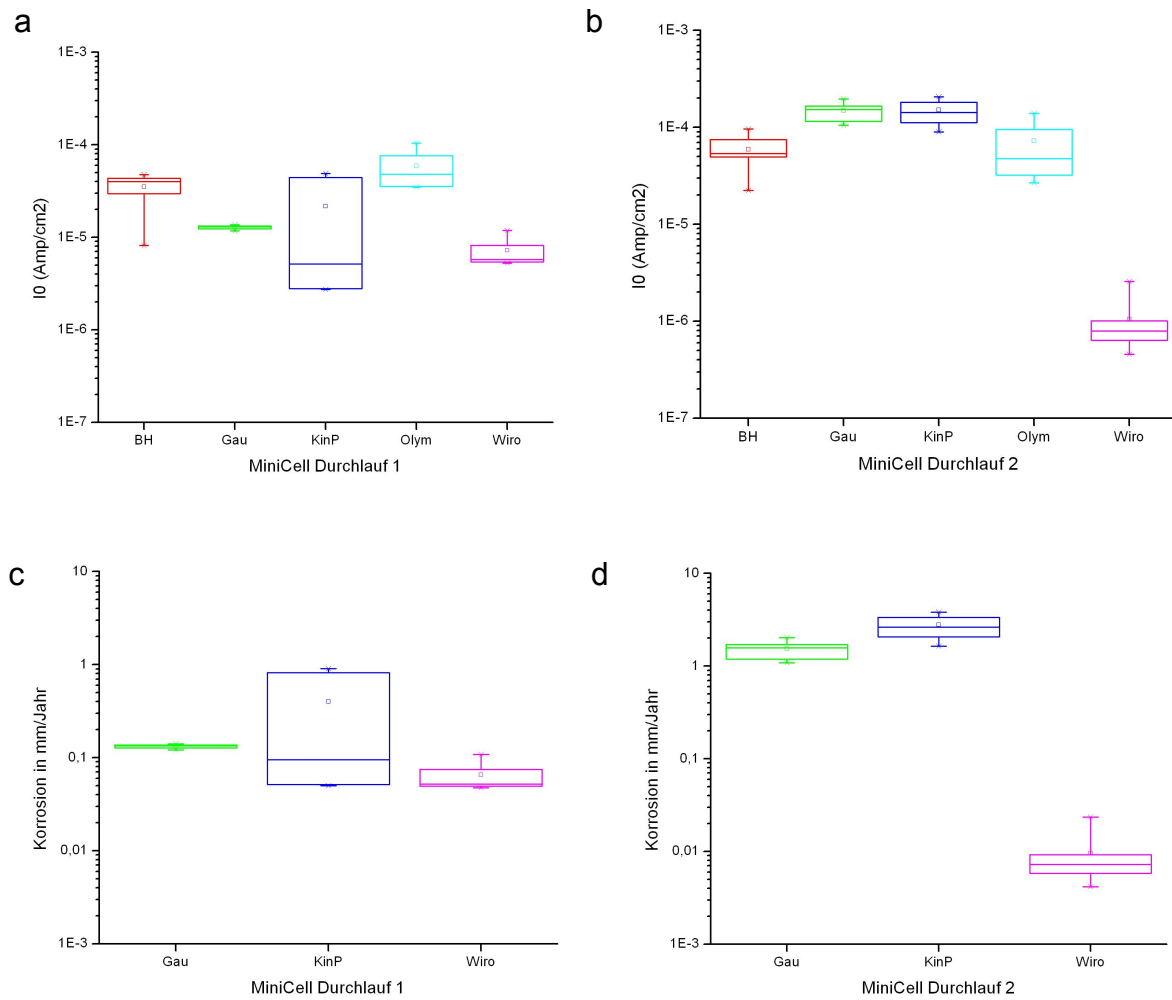 a
1E-3
1E-4
1E-5
1E-6
1E-7
I0 (Amp/cm2)
BH Gau KinP Olym Wiro
MiniCell Durchlauf 1
b
1E-3
1E-4
1E-5
1E-6
1E-7
I0 (Amp/cm2)
BH Gau KinP Olym Wiro
MiniCell Durchlauf 2
c
10
1
0,1
0,01
1E-3
Korrosion in mm/Jahr
Gau KinP Wiro
MiniCell Durchlauf 1
d
10
1
0,1
0,01
1E-3
Korrosion in mm/Jahr
Gau KinP Wiro
MiniCell Durchlauf 2